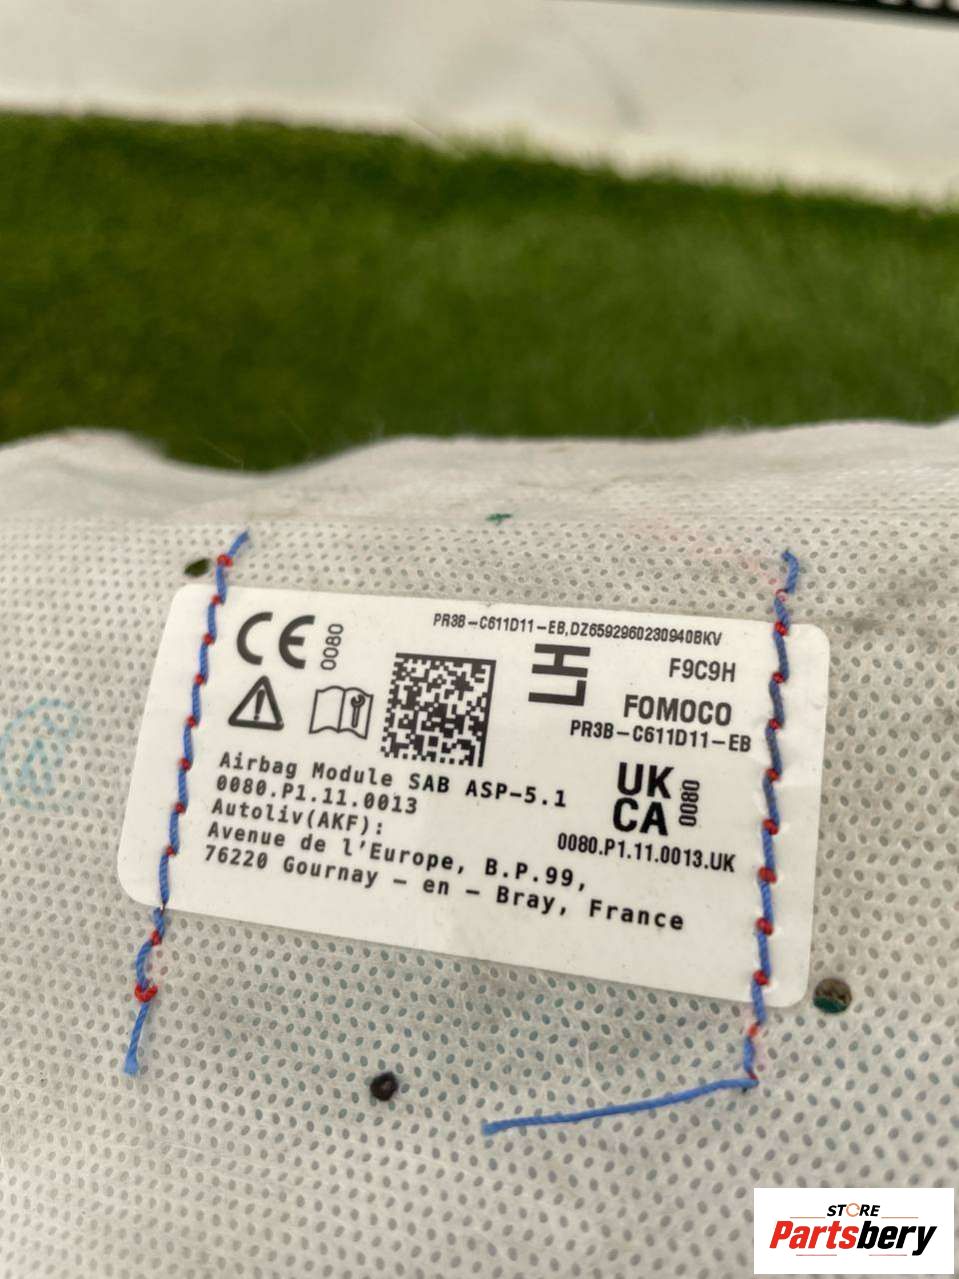 PR3B-C611D11-EB,DZ6592960230940BKV
CE 0080
LH
F9C9H
FOMOCO
PR3B-C611D11-EB
UK
CA 0080
0080.P1.11.0013.UK
Airbag Module SAB ASP-5.1
0080.P1.11.0013
Autoliv(AKF):
Avenue de l'Europe, B.P.99,
76220 Gournay - en - Bray, France
STORE
Partsbery